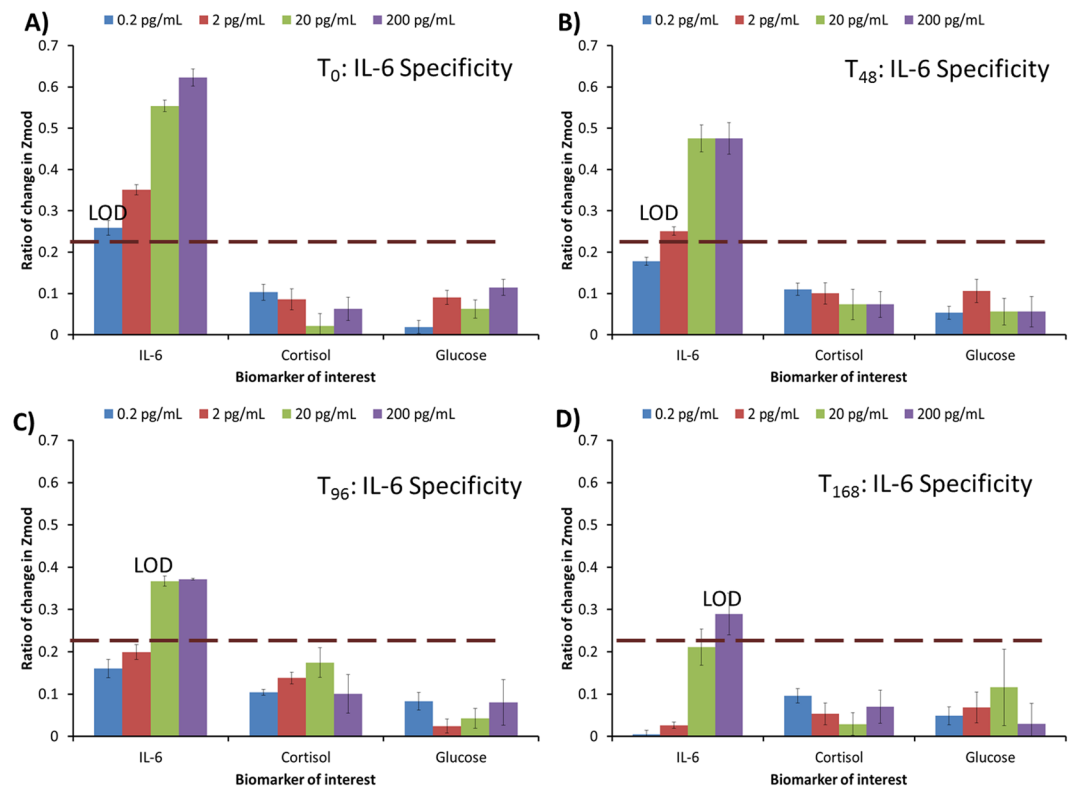 A)
0.2 pg/mL 2 pg/mL 20 pg/mL 200 pg/mL
T0: IL-6 Specificity
Ratio of change in Zmod
0.7
0.6
0.5
0.4
0.3
0.2
0.1
0
LOD
IL-6 Cortisol Glucose
Biomarker of interest
B)
0.2 pg/mL 2 pg/mL 20 pg/mL 200 pg/mL
T48: IL-6 Specificity
Ratio of change in Zmod
0.7
0.6
0.5
0.4
0.3
0.2
0.1
0
LOD
IL-6 Cortisol Glucose
Biomarker of interest
C)
0.2 pg/mL 2 pg/mL 20 pg/mL 200 pg/mL
T96: IL-6 Specificity
Ratio of change in Zmod
0.7
0.6
0.5
0.4
0.3
0.2
0.1
0
LOD
IL-6 Cortisol Glucose
Biomarker of interest
D)
0.2 pg/mL 2 pg/mL 20 pg/mL 200 pg/mL
T168: IL-6 Specificity
Ratio of change in Zmod
0.7
0.6
0.5
0.4
0.3
0.2
0.1
0
LOD
IL-6 Cortisol Glucose
Biomarker of interest